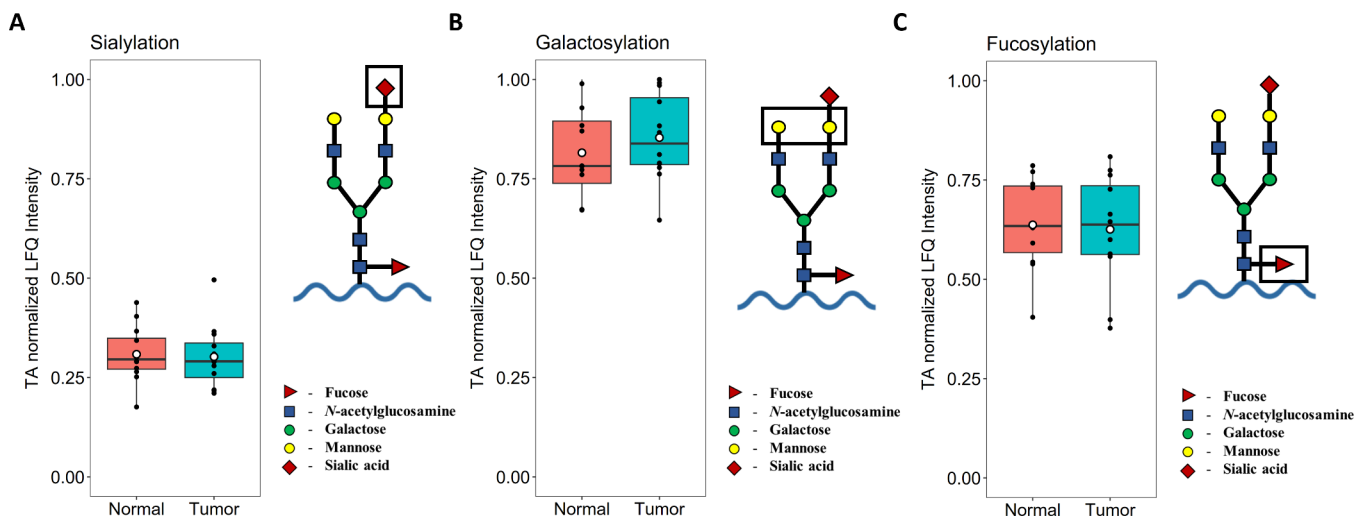 A
Sialylation
TA normalized LFQ Intensity
1.00
0.75
0.50
0.25
0.00
Normal Tumor
- Fucose
- N-acetylglucosamine
- Galactose
- Mannose
- Sialic acid
B
Galactosylation
TA normalized LFQ Intensity
1.00
0.75
0.50
0.25
0.00
Normal Tumor
- Fucose
- N-acetylglucosamine
- Galactose
- Mannose
- Sialic acid
C
Fucosylation
TA normalized LFQ Intensity
1.00
0.75
0.50
0.25
0.00
Normal Tumor
- Fucose
- N-acetylglucosamine
- Galactose
- Mannose
- Sialic acid